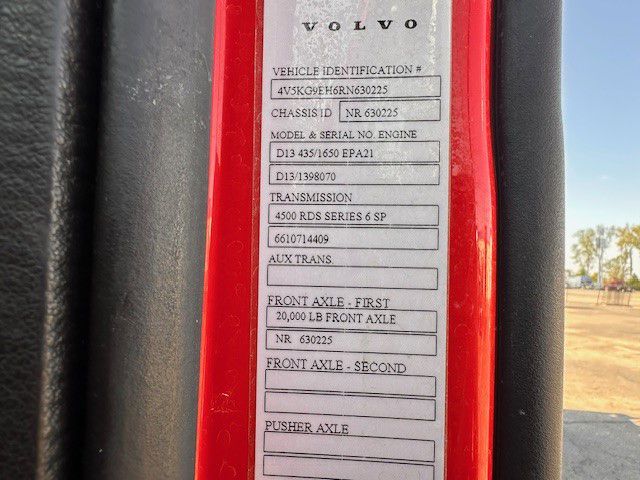 VOLVO
VEHICLE IDENTIFICATION #
4V5KG9EH6RN630225
CHASSIS ID NR 630225
MODEL & SERIAL NO. ENGINE
D13 435/1650 EPA21
D13/1398070
TRANSMISSION
4500 RDS SERIES 6 SP
6610714409
AUX TRANS.
FRONT AXLE - FIRST
20,000 LB FRONT AXLE
NR 630225
FRONT AXLE - SECOND
PUSHER AXLE